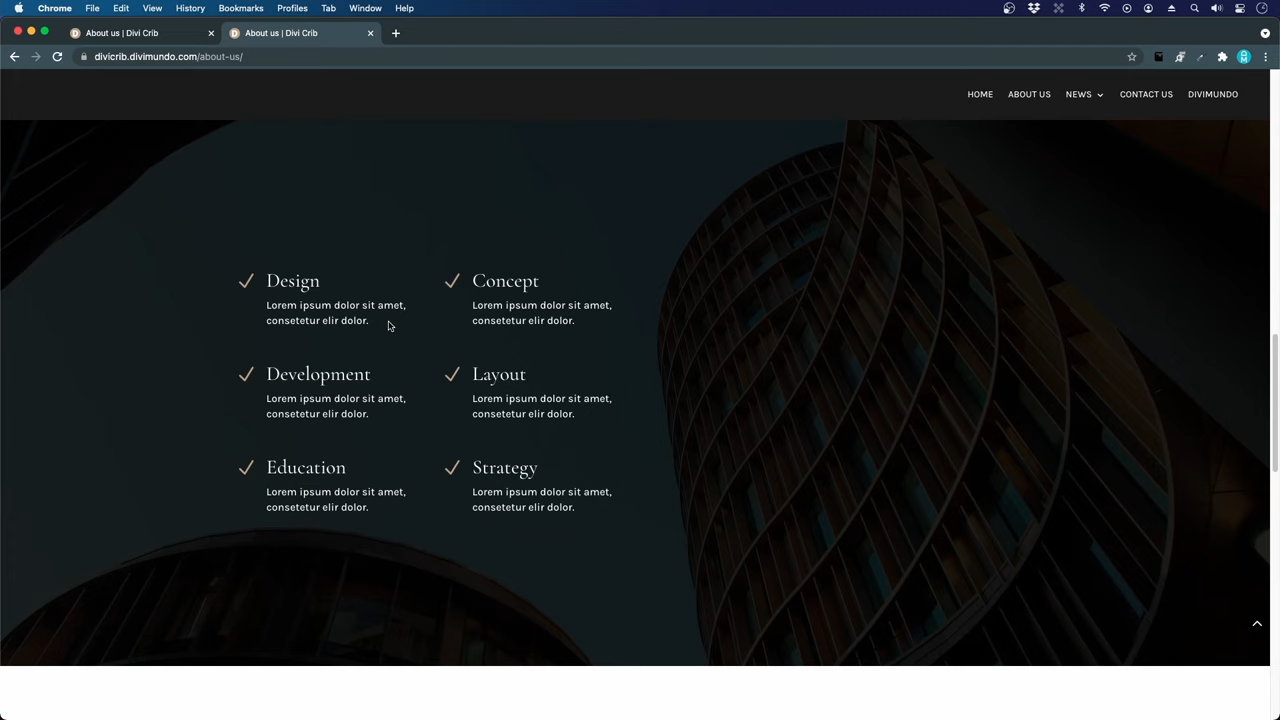 Chrome File Edit View History Bookmarks Profiles Tab Window Help
About us | Divi Crib About us | Divi Crib
divicrib.divimundo.com/about-us/
HOME ABOUT US NEWS CONTACT US DIVIMUNDO
Design
Lorem ipsum dolor sit amet,
consetetur elir dolor.
Concept
Lorem ipsum dolor sit amet,
consetetur elir dolor.
Development
Lorem ipsum dolor sit amet,
consetetur elir dolor.
Layout
Lorem ipsum dolor sit amet,
consetetur elir dolor.
Education
Lorem ipsum dolor sit amet,
consetetur elir dolor.
Strategy
Lorem ipsum dolor sit amet,
consetetur elir dolor.